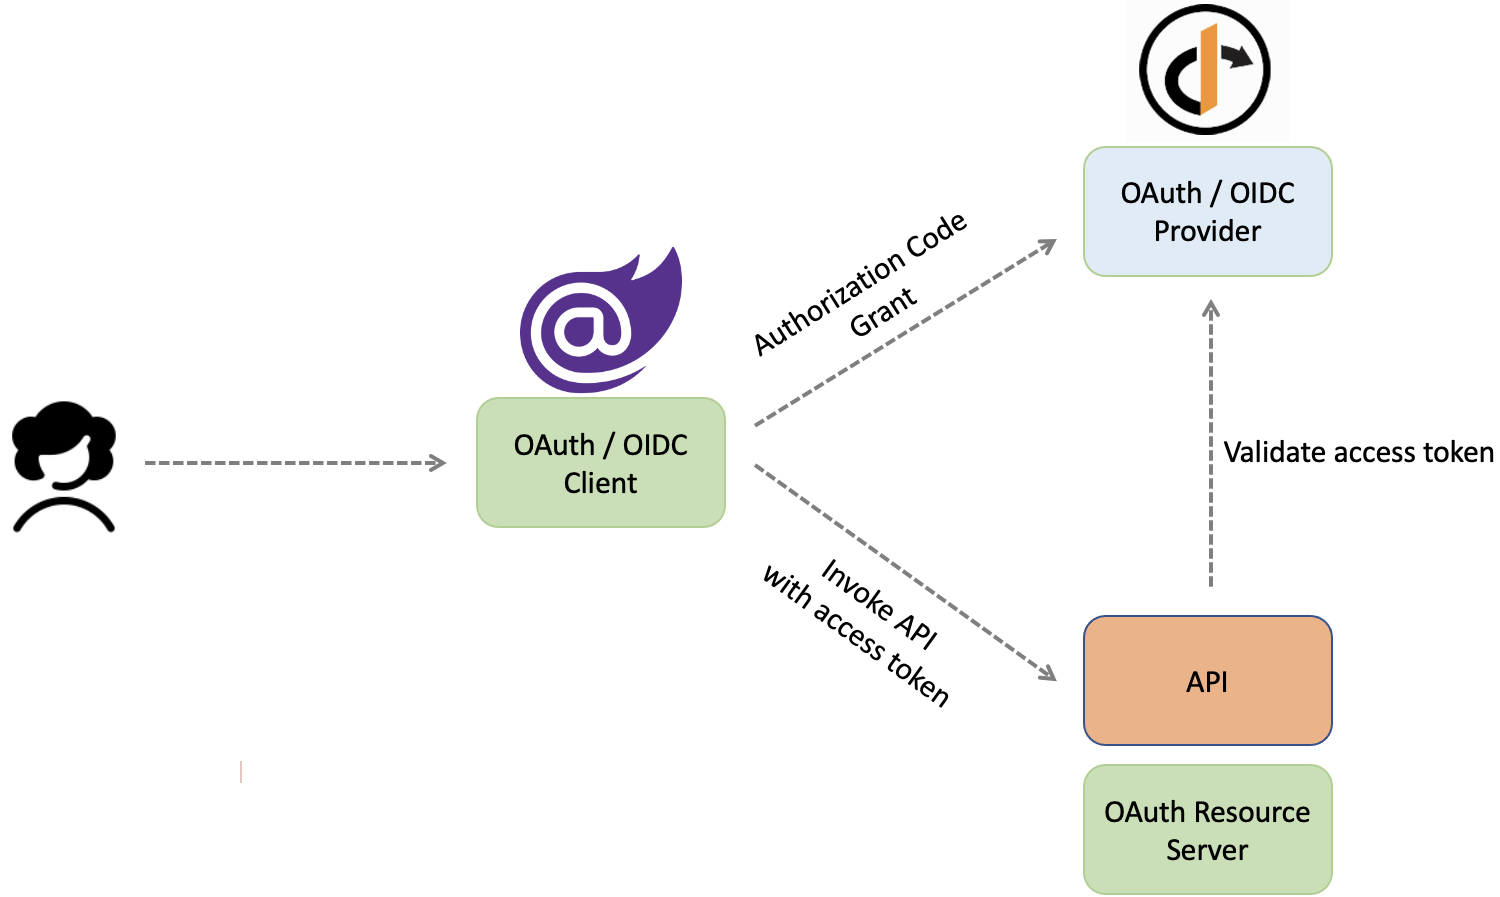 OAuth / OIDC
Provider
Authorization Code
Grant
OAuth / OIDC
Client
Validate access token
Invoke API
with access token
API
OAuth Resource
Server